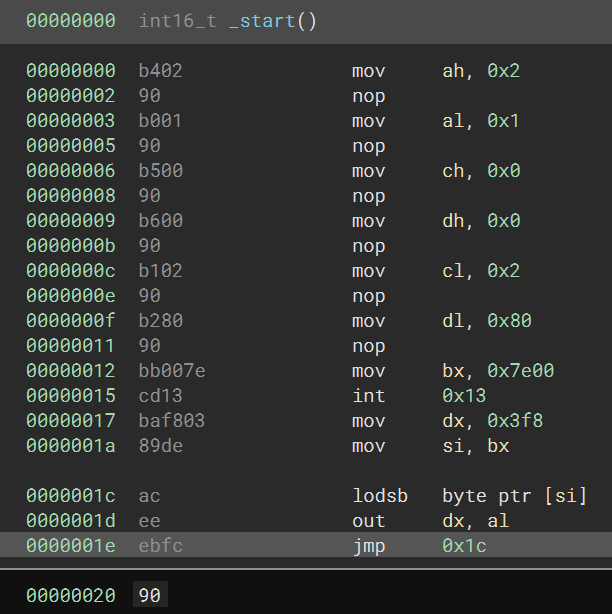 00000000 int16_t _start()
00000000 b402 mov ah, 0x2
00000002 90 nop
00000003 b001 mov al, 0x1
00000005 90 nop
00000006 b500 mov ch, 0x0
00000008 90 nop
00000009 b600 mov dh, 0x0
0000000b 90 nop
0000000c b102 mov cl, 0x2
0000000e 90 nop
0000000f b280 mov dl, 0x80
00000011 90 nop
00000012 bb007e mov bx, 0x7e00
00000015 cd13 int 0x13
00000017 baf803 mov dx, 0x3f8
0000001a 89de mov si, bx
0000001c ac lodsb byte ptr [si]
0000001d ee out dx, al
0000001e ebfc jmp 0x1c
00000020 90